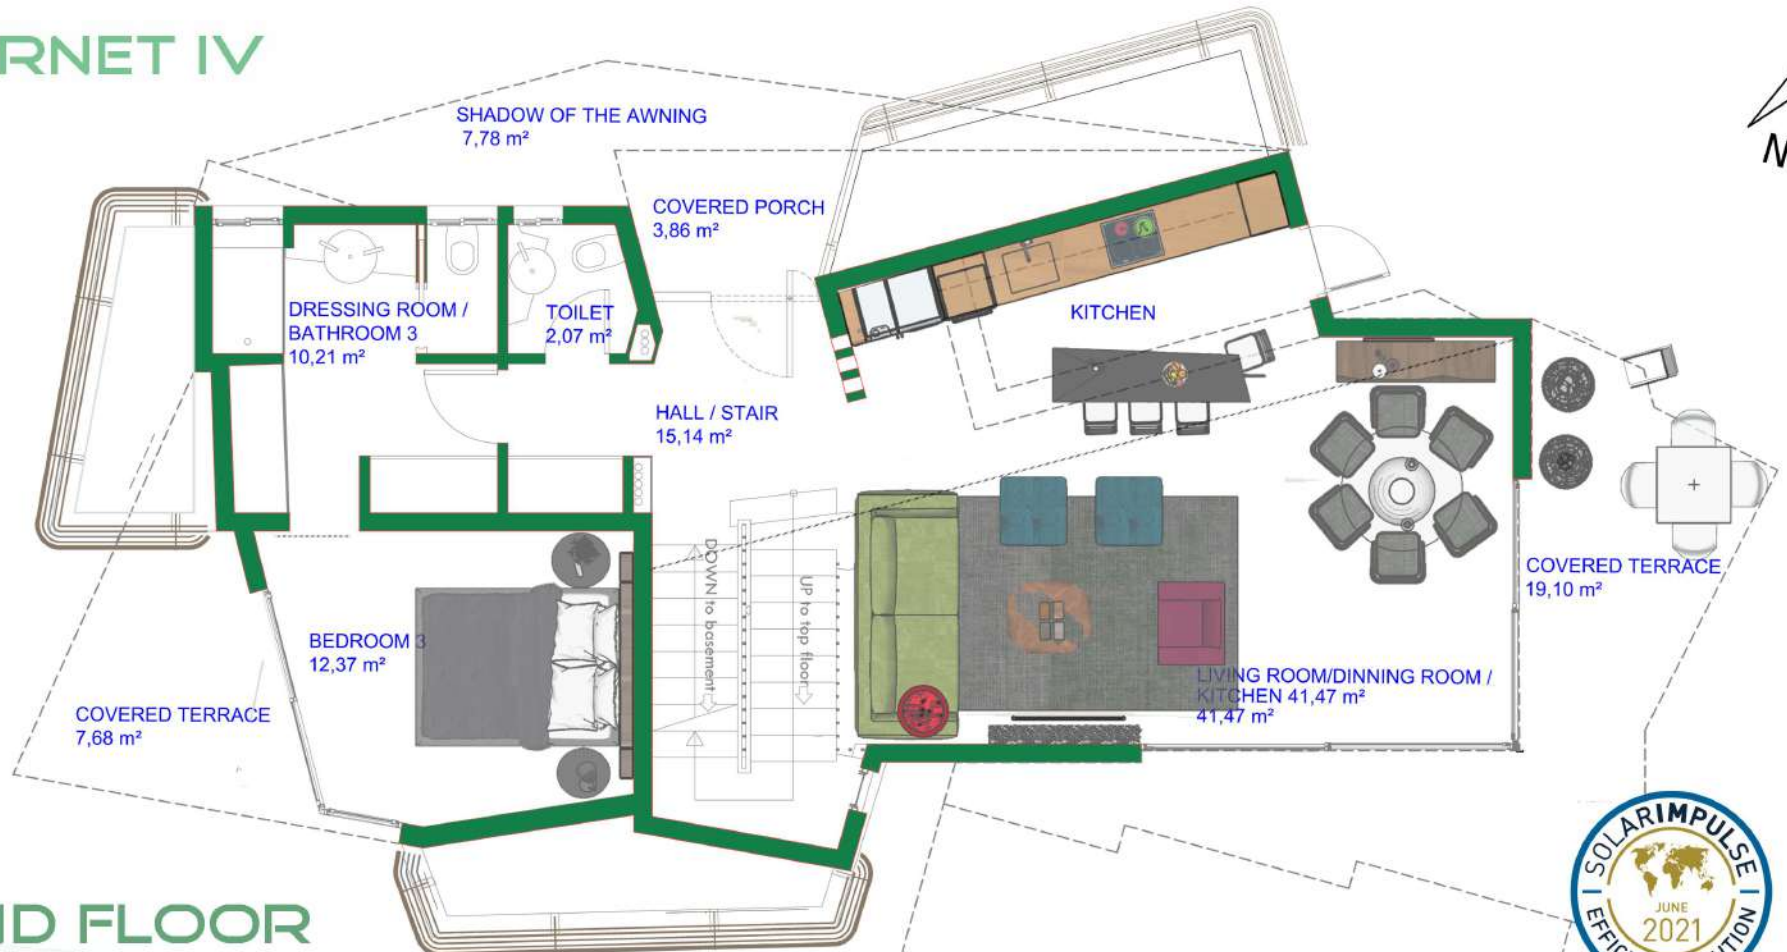 RNET IV
SHADOW OF THE AWNING
7,78 m²
N
COVERED PORCH
3,86 m²
DRESSING ROOM /
BATHROOM 3
10,21 m²
TOILET
2,07 m²
KITCHEN
HALL / STAIR
15,14 m²
DOWN to basement
UP to top floor
COVERED TERRACE
19,10 m²
BEDROOM 3
12,37 m²
LIVING ROOM/DINNING ROOM /
KITCHEN 41,47 m²
41,47 m²
COVERED TERRACE
7,68 m²
SOLARIMPULSE
JUNE
2021
ND FLOOR